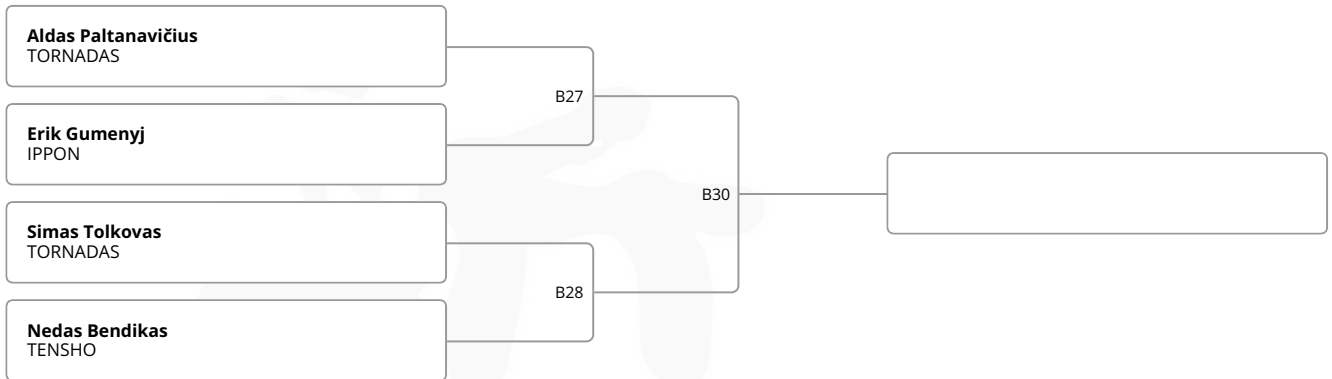 Aldas Paltanavičius
TORNADAS
B27
Erik Gumenyj
IPPON
B30
Simas Tolkovas
TORNADAS
B28
Nedas Bendikas
TENSHO